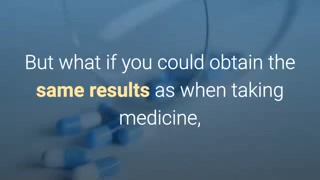 But what if you could obtain the
same results as when taking
medicine,